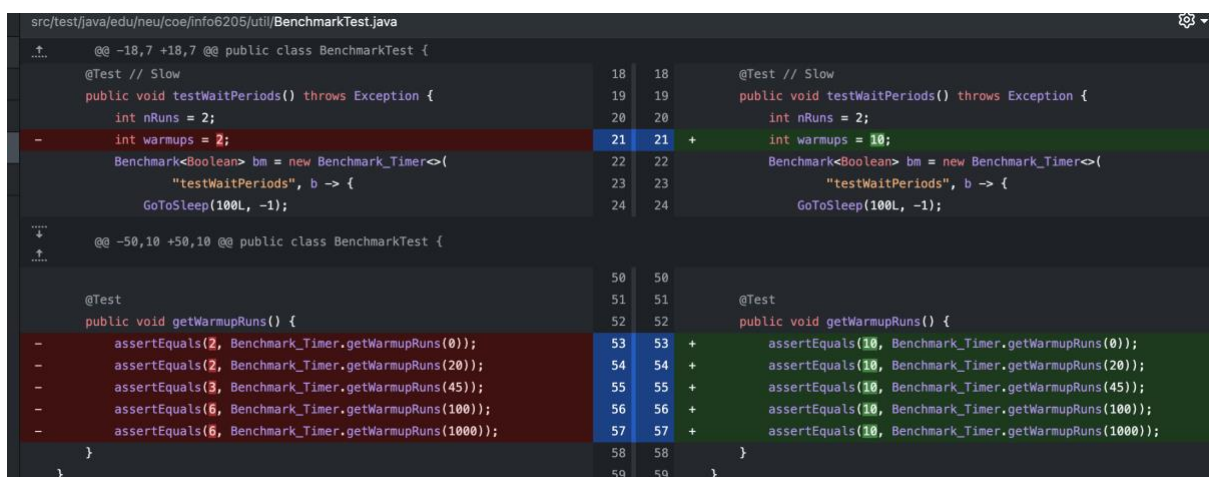 src/test/java/edu/neu/coe/info6205/util/BenchmarkTest.java
@@ -18,7 +18,7 @@ public class BenchmarkTest {
@Test // Slow 18 18 @Test // Slow
public void testWaitPeriods() throws Exception { 19 19 public void testWaitPeriods() throws Exception {
int nRuns = 2; 20 20 int nRuns = 2;
- int warmups = 2; 21 21 + int warmups = 10;
Benchmark<Boolean> bm = new Benchmark_Timer<>( 22 22 Benchmark<Boolean> bm = new Benchmark_Timer<>(
"testWaitPeriods", b -> { 23 23 "testWaitPeriods", b -> {
GoToSleep(100L, -1); 24 24 GoToSleep(100L, -1);
@@ -50,10 +50,10 @@ public class BenchmarkTest {
50 50
@Test 51 51 @Test
public void getWarmupRuns() { 52 52 public void getWarmupRuns() {
- assertEquals(2, Benchmark_Timer.getWarmupRuns(0)); 53 53 + assertEquals(10, Benchmark_Timer.getWarmupRuns(0));
- assertEquals(2, Benchmark_Timer.getWarmupRuns(20)); 54 54 + assertEquals(10, Benchmark_Timer.getWarmupRuns(20));
- assertEquals(3, Benchmark_Timer.getWarmupRuns(45)); 55 55 + assertEquals(10, Benchmark_Timer.getWarmupRuns(45));
- assertEquals(6, Benchmark_Timer.getWarmupRuns(100)); 56 56 + assertEquals(10, Benchmark_Timer.getWarmupRuns(100));
- assertEquals(6, Benchmark_Timer.getWarmupRuns(1000)); 57 57 + assertEquals(10, Benchmark_Timer.getWarmupRuns(1000));
} 58 58 }
} 59 59 }